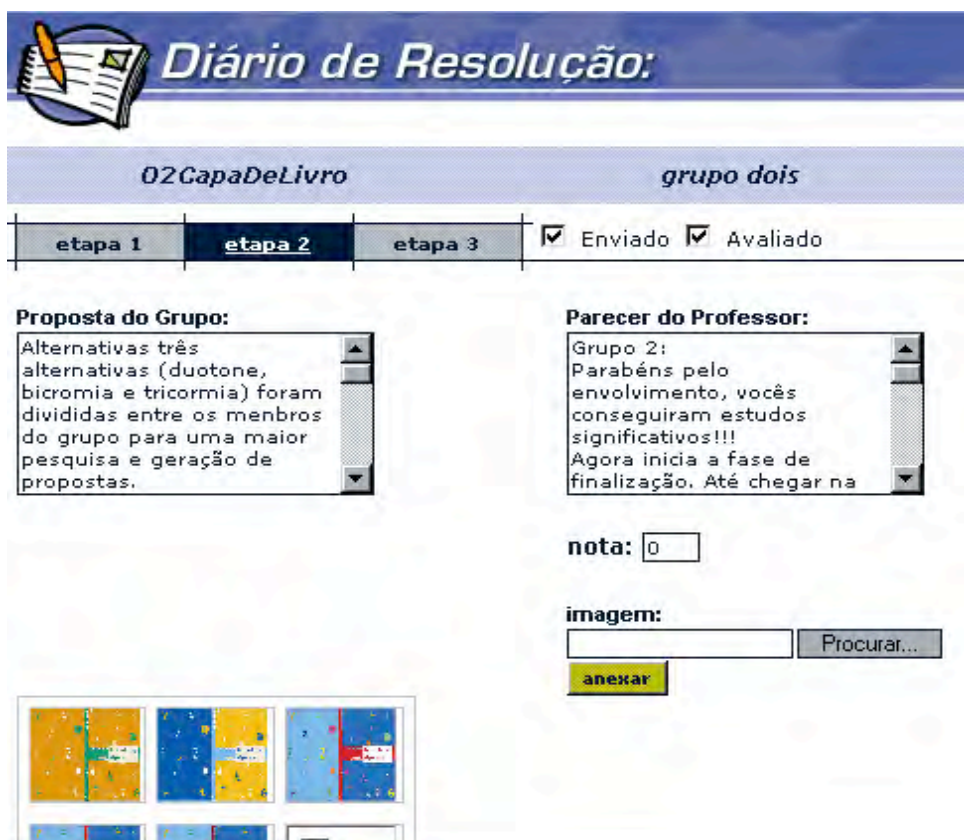 Diário de Resolução:
02CapaDeLivro
grupo dois
etapa 1
etapa 2
etapa 3
Enviado
Avaliado
Proposta do Grupo:
Alternativas três
alternativas (duotone,
bicromia e tricormia) foram
divididas entre os menbros
do grupo para uma maior
pesquisa e geração de
propostas.
Parecer do Professor:
Grupo 2:
Parabéns pelo
envolvimento, vocês
conseguiram estudos
significativos!!!
Agora inicia a fase de
finalização. Até chegar na
nota: 0
imagem:
Procurar...
anexar